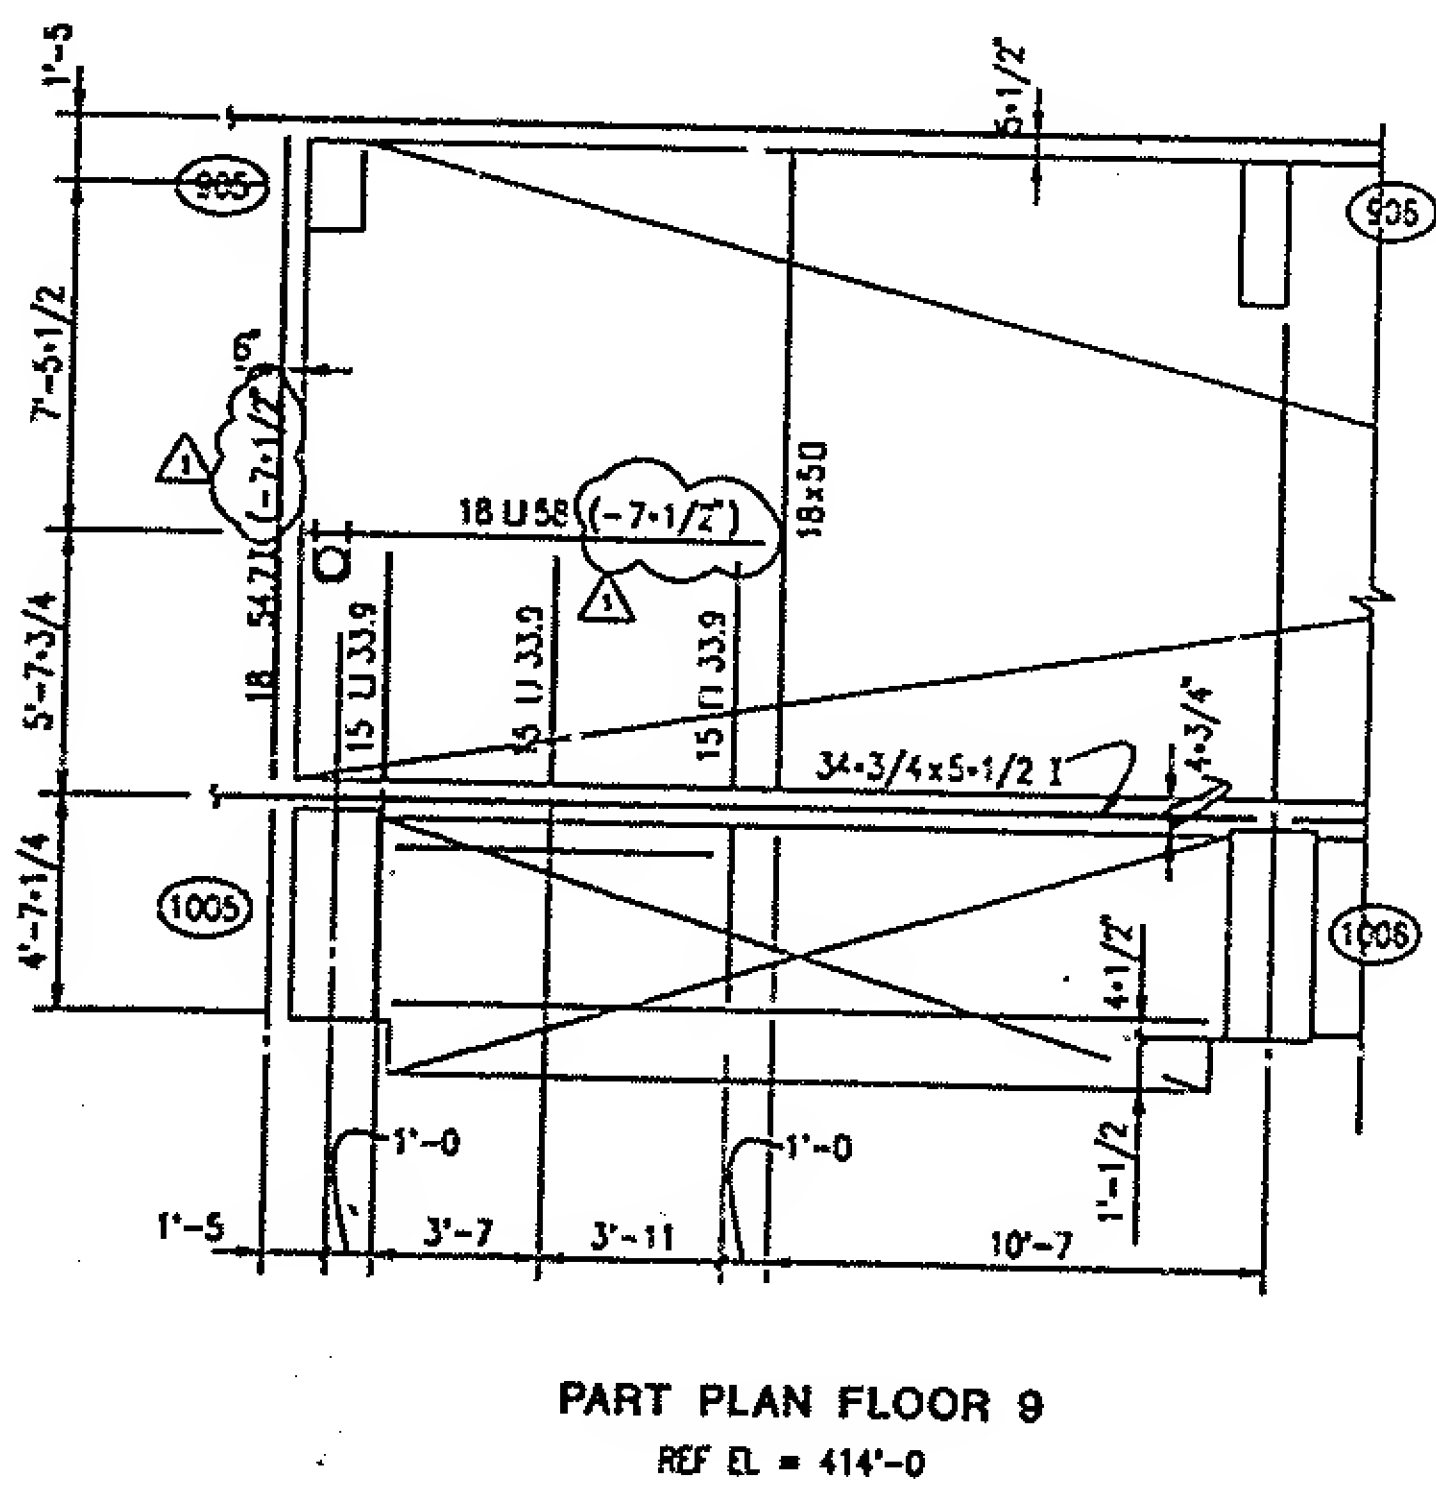 1'-5
5•1/2"
905
905
7'-5•1/2
6"
1
(-7•1/2"
18 U 58 (-7•1/2")
18x50
1
18 54.7 I
5'-7•3/4
15 U 33.9
15 U 33.9
15 U 33.9
34•3/4x5•1/2 I
4•3/4"
4'-7•1/4
1005
1006
4•1/2"
1'-0
1'-0
1'-1/2
1'-5
3'-7
3'-11
10'-7
PART PLAN FLOOR 9
REF EL = 414'-0